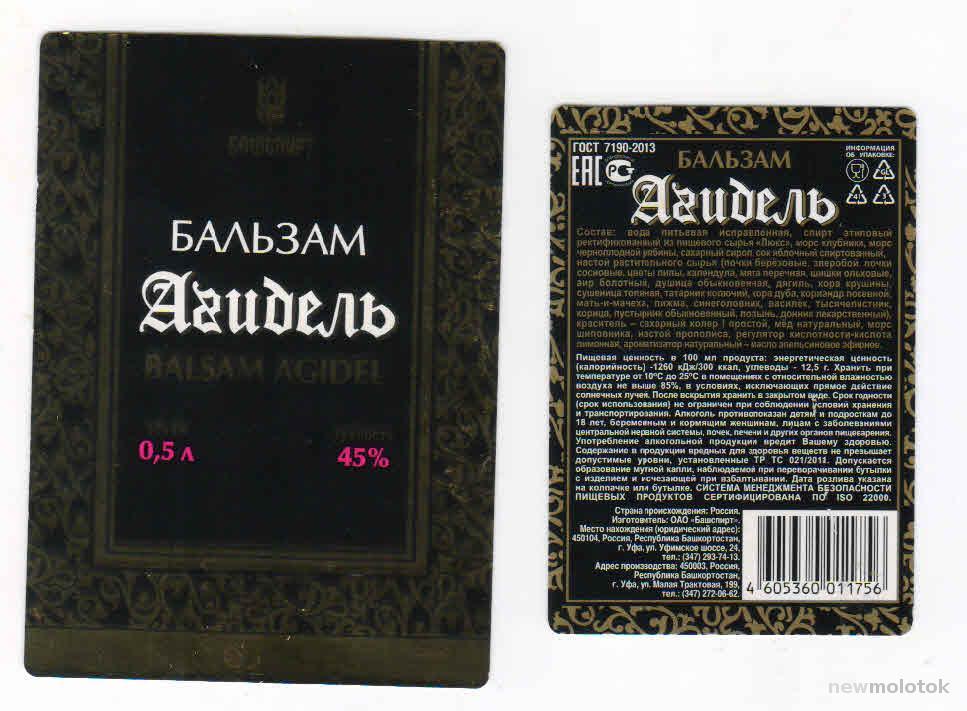 БАШСПИРТ
БАЛЬЗАМ
Агидель
BALSAM AGIDEL
крепость
0,5 л
45%
ГОСТ 7190-2013
ЕАС
РСТ
ИНФОРМАЦИЯ
ОБ УПАКОВКЕ:
БАЛЬЗАМ
Агидель
Состав: вода питьевая исправленная, спирт этиловый
ректификованный из пищевого сырья «Люкс», морс клубники, морс
черноплодной рябины, сахарный сироп, сок яблочный спиртованный,
настой растительного сырья (почки берёзовые, зверобой, почки
сосновые, цветы липы, календула, мята перечная, шишки ольховые,
аир болотный, душица обыкновенная, дягиль, кора крушины,
сушеница топяная, татарник колючий, кора дуба, кориандр посевной,
мать-и-мачеха, пижма, синеголовник, василёк, тысячелистник,
корица, пустырник обыкновенный, полынь, донник лекарственный),
краситель – сахарный колер I простой, мёд натуральный, морс
шиповника, настой прополиса, регулятор кислотности-кислота
лимонная, ароматизатор натуральный – масло апельсиновое эфирное.
Пищевая ценность в 100 мл продукта: энергетическая ценность
(калорийность) -1260 кДж/300 ккал, углеводы - 12,5 г. Хранить при
температуре от 10°С до 25°С в помещениях с относительной влажностью
воздуха не выше 85%, в условиях, исключающих прямое действие
солнечных лучей. После вскрытия хранить в закрытом виде. Срок годности
(срок использования) не ограничен при соблюдении условий хранения
и транспортирования. Алкоголь противопоказан детям и подросткам до
18 лет, беременным и кормящим женщинам, лицам с заболеваниями
центральной нервной системы, почек, печени и других органов пищеварения.
Употребление алкогольной продукции вредит Вашему здоровью.
Содержание в продукции вредных для здоровья веществ не превышает
допустимые уровни, установленные ТР ТС 021/2011. Допускается
образование мутной капли, наблюдаемой при переворачивании бутылки
с изделием и исчезающей при взбалтывании. Дата розлива указана
на колпачке или бутылке. СИСТЕМА МЕНЕДЖМЕНТА БЕЗОПАСНОСТИ
ПИЩЕВЫХ ПРОДУКТОВ СЕРТИФИЦИРОВАНА ПО ISO 22000.
Страна происхождения: Россия.
Изготовитель: ОАО «Башспирт».
Место нахождения (юридический адрес):
450104, Россия, Республика Башкортостан,
г. Уфа, ул. Уфимское шоссе, 24,
тел.: (347) 293-74-13.
Адрес производства: 450003, Россия,
Республика Башкортостан,
г. Уфа, ул. Малая Трактовая, 199,
тел.: (347) 272-06-62.
4 605360 011756
newmolotok